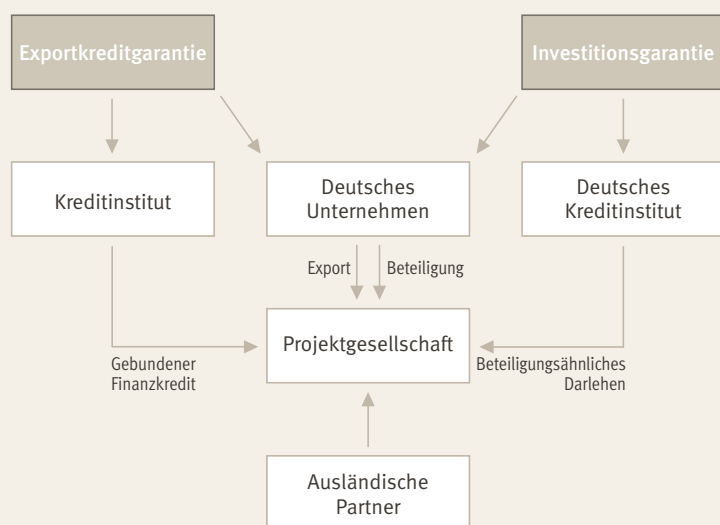 Exportkreditgarantie
Investitionsgarantie
Kreditinstitut
Deutsches
Unternehmen
Deutsches
Kreditinstitut
Export
Beteiligung
Projektgesellschaft
Gebundener
Finanzkredit
Beteiligungsähnliches
Darlehen
Ausländische
Partner